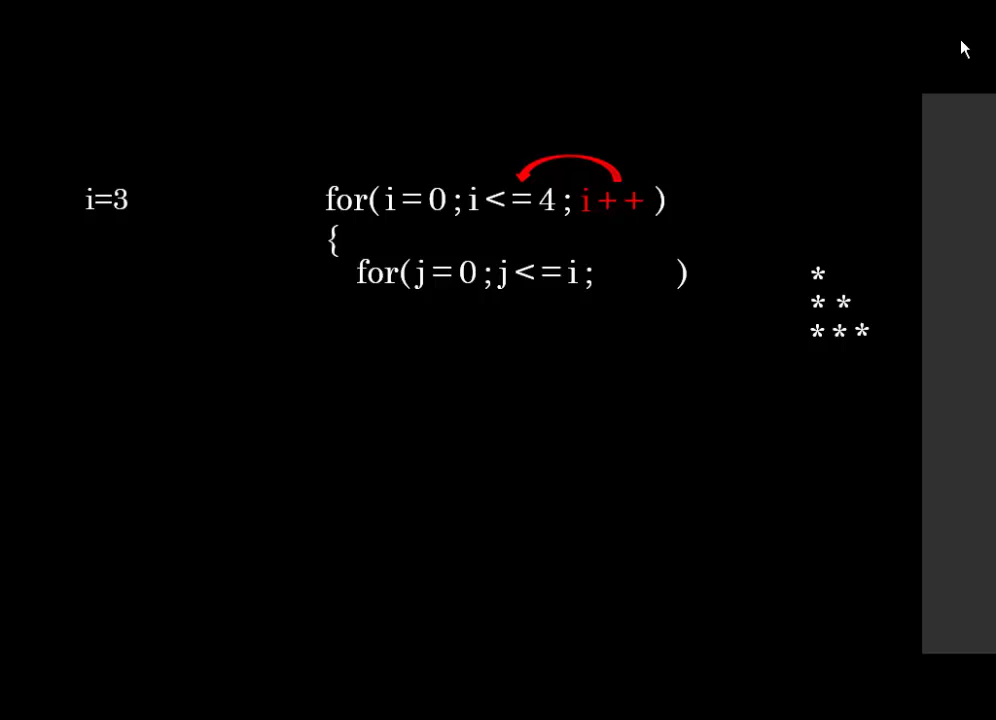 i=3
for(i=0;i<=4;i++)
{
for(j=0;j<=i; )
*
* *
* * *